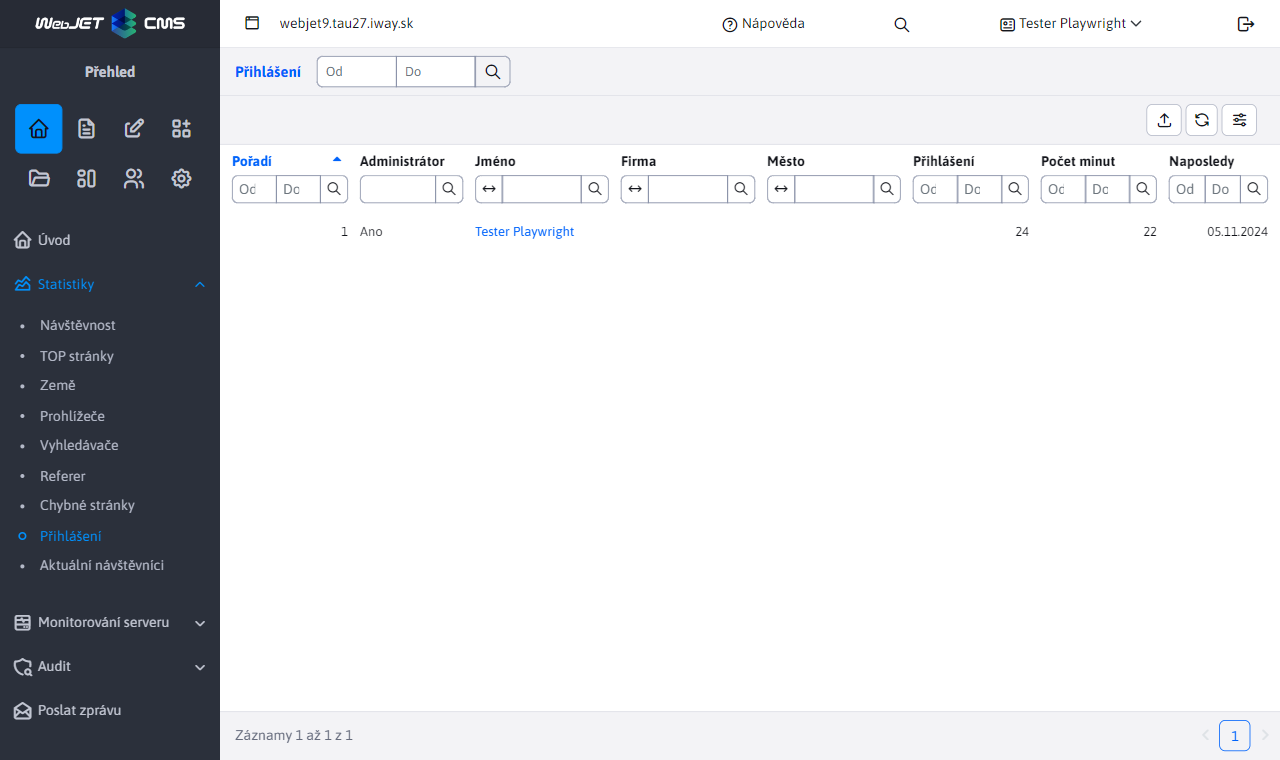 WebJET CMS
webjet9.tau27.iway.sk
Nápověda
Tester Playwright
Přehled
Úvod
Statistiky
Návštěvnost
TOP stránky
Země
Prohlížeče
Vyhledávače
Referer
Chybné stránky
Přihlášení
Aktuální návštěvníci
Monitorování serveru
Audit
Poslat zprávu
Přihlášení Od Do
Pořadí Administrátor Jméno Firma Město Přihlášení Počet minut Naposledy
Od Do Od Do Od Do Od Do
1 Ano Tester Playwright 24 22 05.11.2024
Záznamy 1 až 1 z 1
1